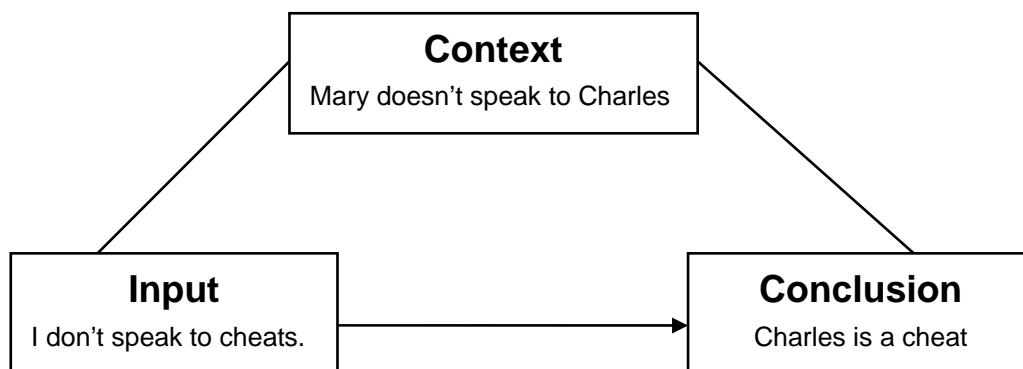 Context
Mary doesn’t speak to Charles
Input
I don’t speak to cheats.
Conclusion
Charles is a cheat